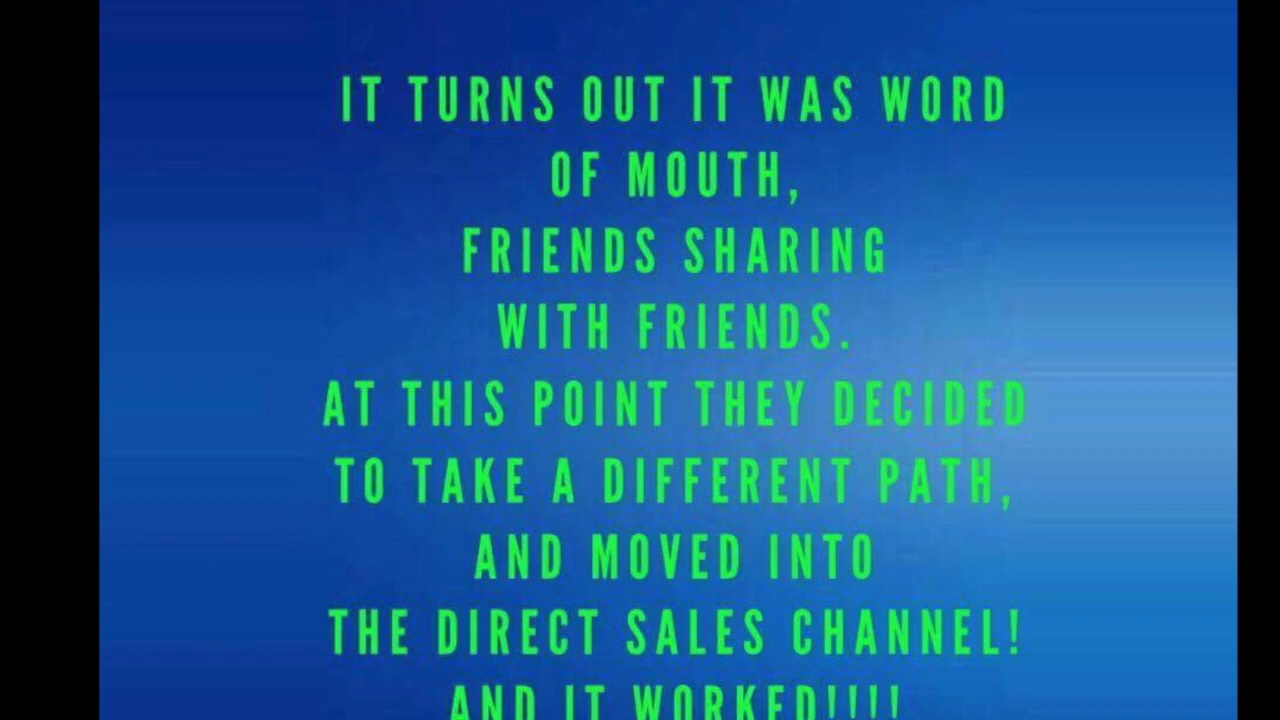 IT TURNS OUT IT WAS WORD
OF MOUTH,
FRIENDS SHARING
WITH FRIENDS.
AT THIS POINT THEY DECIDED
TO TAKE A DIFFERENT PATH,
AND MOVED INTO
THE DIRECT SALES CHANNEL!
AND IT WORKED!!!!